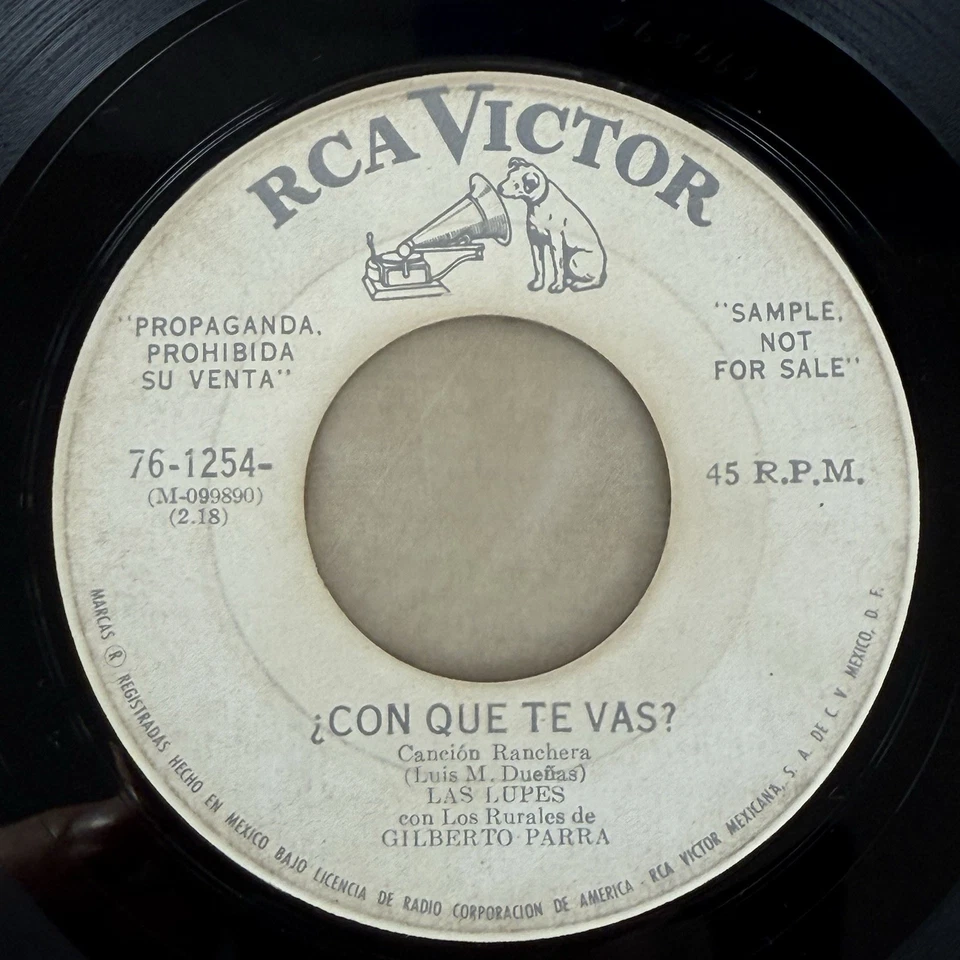 RCA VICTOR
"PROPAGANDA,
PROHIBIDA
SU VENTA"
"SAMPLE,
NOT
FOR SALE"
76-1254-
(M-099890)
(2.18)
45 R.P.M.
¿CON QUE TE VAS?
Canción Ranchera
(Luis M. Dueñas)
LAS LUPES
con Los Rurales de
GILBERTO PARRA
MARCAS ® REGISTRADAS HECHO EN MEXICO BAJO LICENCIA DE RADIO CORPORACION DE AMERICA - RCA VICTOR MEXICANA, S. A. DE C. V. MEXICO, D. F.